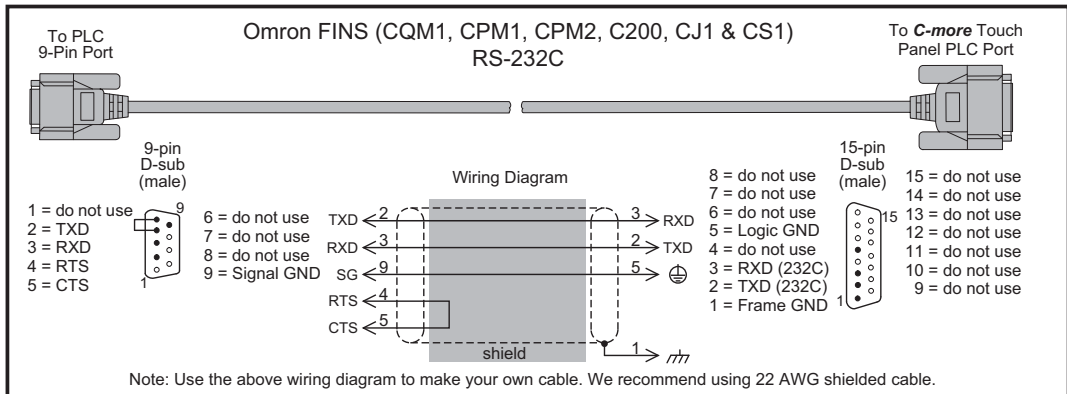 To PLC
9-Pin Port
Omron FINS (CQM1, CPM1, CPM2, C200, CJ1 & CS1)
RS-232C
To C-more Touch
Panel PLC Port
9-pin
D-sub
(male)
1 = do not use
2 = TXD
3 = RXD
4 = RTS
5 = CTS
9
1
6 = do not use
7 = do not use
8 = do not use
9 = Signal GND
Wiring Diagram
TXD 2 3 RXD
RXD 3 2 TXD
SG 9 5
RTS 4
CTS 5
shield
1
8 = do not use
7 = do not use
6 = do not use
5 = Logic GND
4 = do not use
3 = RXD (232C)
2 = TXD (232C)
1 = Frame GND
15-pin
D-sub
(male)
15
1
15 = do not use
14 = do not use
13 = do not use
12 = do not use
11 = do not use
10 = do not use
9 = do not use
Note: Use the above wiring diagram to make your own cable. We recommend using 22 AWG shielded cable.